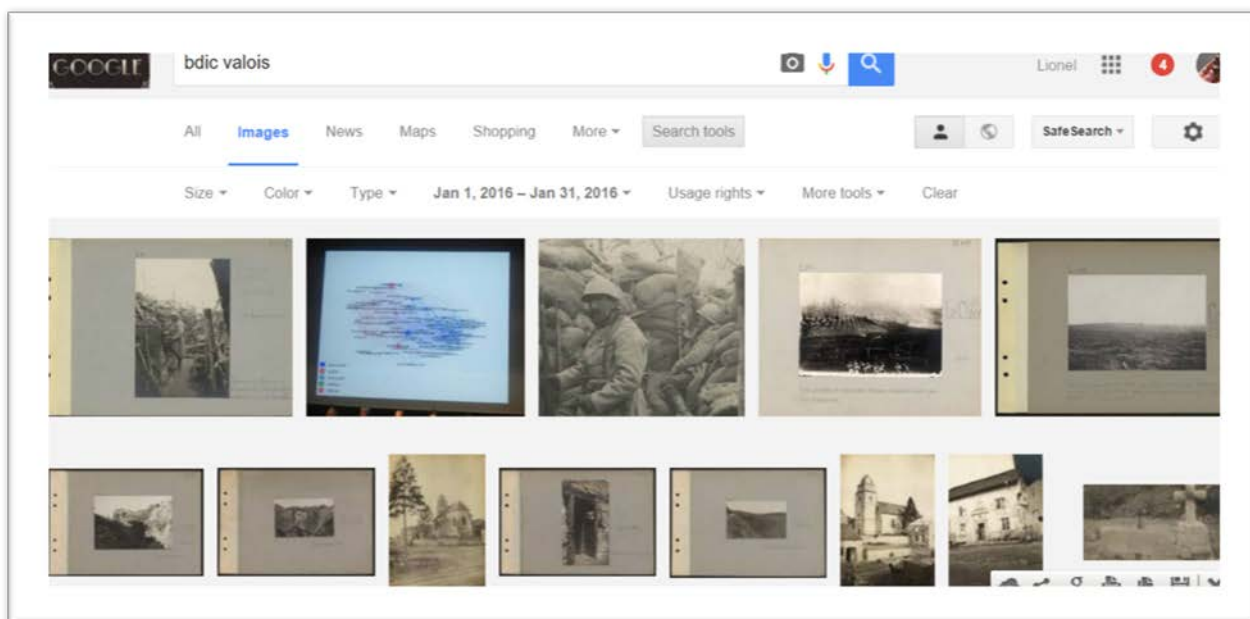 GOOGLE bdic valois Lionel 4
All Images News Maps Shopping More Search tools SafeSearch
Size Color Type Jan 1, 2016 – Jan 31, 2016 Usage rights More tools Clear